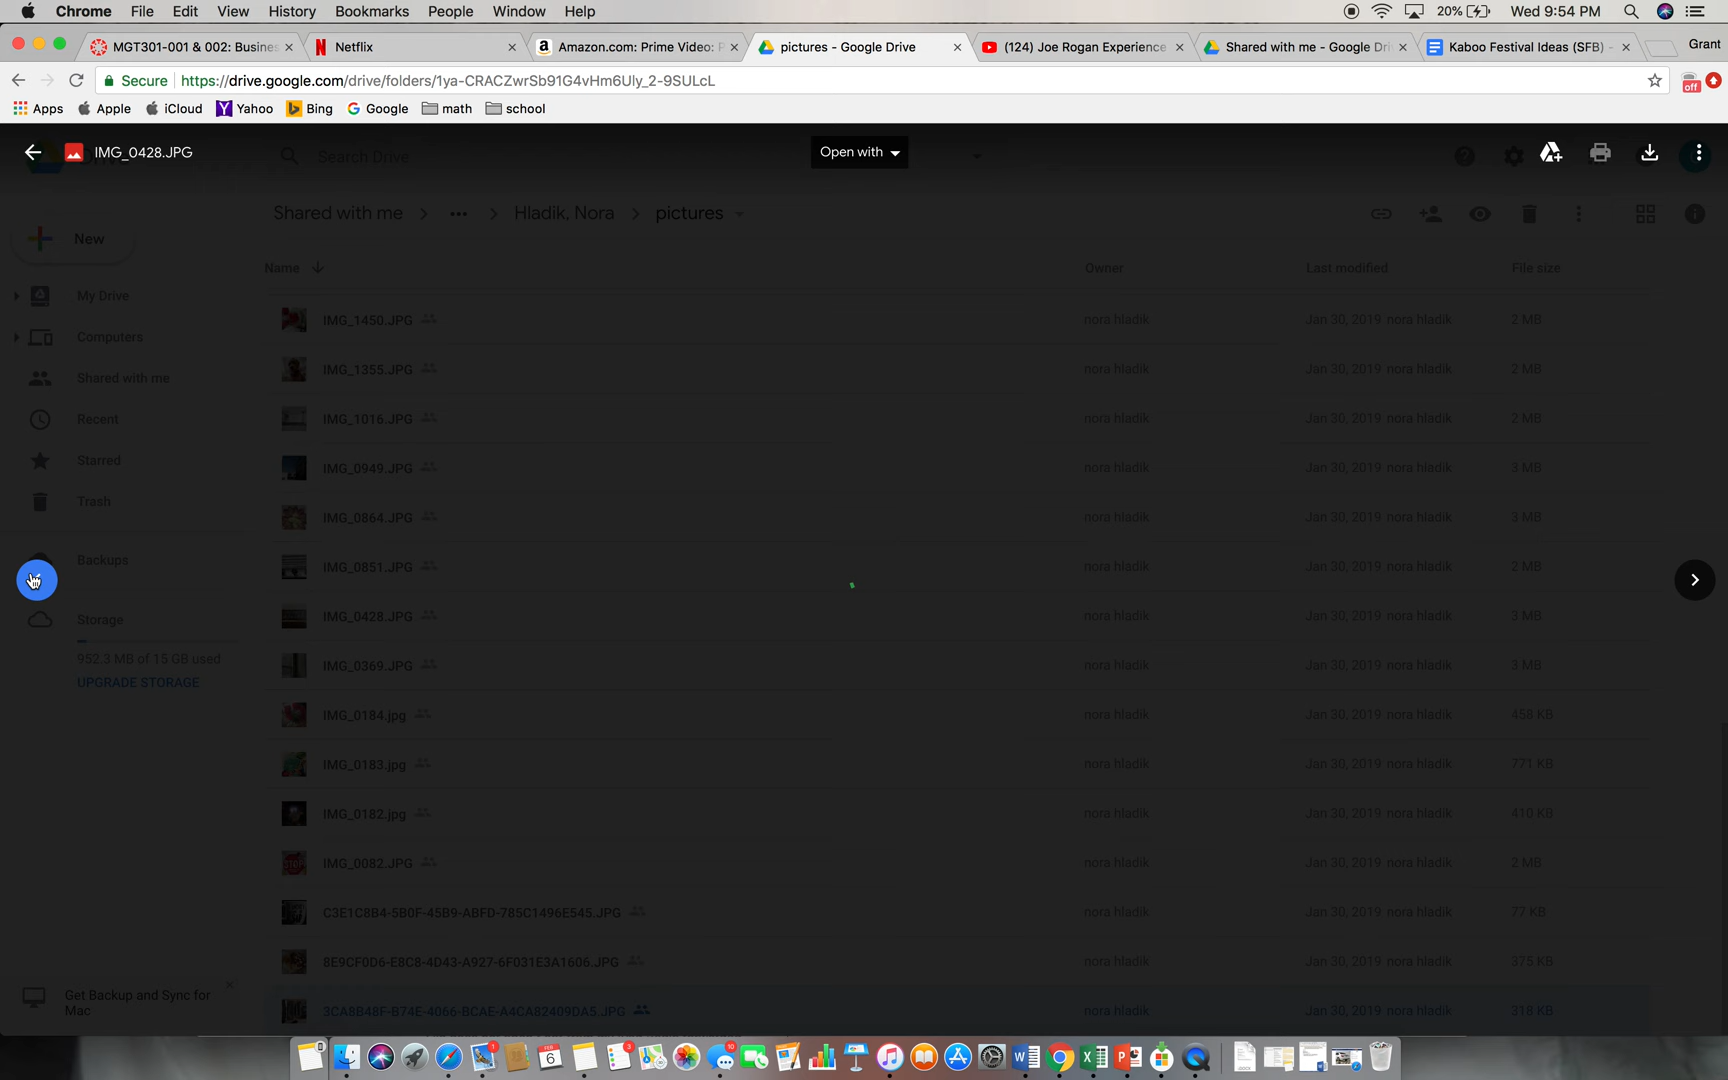 Chrome File Edit View History Bookmarks People Window Help 20% Wed 9:54 PM
MGT301-001 & 002: Busines Netflix Amazon.com: Prime Video: P pictures - Google Drive (124) Joe Rogan Experience Shared with me - Google Dri Kaboo Festival Ideas (SFB) - Grant
Secure https://drive.google.com/drive/folders/1ya-CRACZwrSb91G4vHm6Uly_2-9SULcL off
Apps Apple iCloud Yahoo Bing Google math school
IMG_0428.JPG Search Drive Open with
Shared with me > ... > Hladik, Nora > pictures
New
Name Owner Last modified File size
My Drive
Computers
Shared with me
Recent
Starred
Trash
Backups
Storage
952.3 MB of 15 GB used
UPGRADE STORAGE
IMG_1450.JPG nora hladik Jan 30, 2019 nora hladik 2 MB
IMG_1355.JPG nora hladik Jan 30, 2019 nora hladik 2 MB
IMG_1016.JPG nora hladik Jan 30, 2019 nora hladik 2 MB
IMG_0949.JPG nora hladik Jan 30, 2019 nora hladik 3 MB
IMG_0864.JPG nora hladik Jan 30, 2019 nora hladik 3 MB
IMG_0851.JPG nora hladik Jan 30, 2019 nora hladik 2 MB
IMG_0428.JPG nora hladik Jan 30, 2019 nora hladik 3 MB
IMG_0369.JPG nora hladik Jan 30, 2019 nora hladik 3 MB
IMG_0184.jpg nora hladik Jan 30, 2019 nora hladik 458 KB
IMG_0183.jpg nora hladik Jan 30, 2019 nora hladik 771 KB
IMG_0182.jpg nora hladik Jan 30, 2019 nora hladik 410 KB
IMG_0082.JPG nora hladik Jan 30, 2019 nora hladik 2 MB
C3E1C8B4-5B0F-45B9-ABFD-785C1496E545.JPG nora hladik Jan 30, 2019 nora hladik 77 KB
8E9CF0D6-E8C8-4D43-A927-6F031E3A1606.JPG nora hladik Jan 30, 2019 nora hladik 375 KB
3CA8B48F-B74E-4066-BCAE-A4CA82409DA5.JPG nora hladik Jan 30, 2019 nora hladik 318 KB
Get Backup and Sync for
Mac